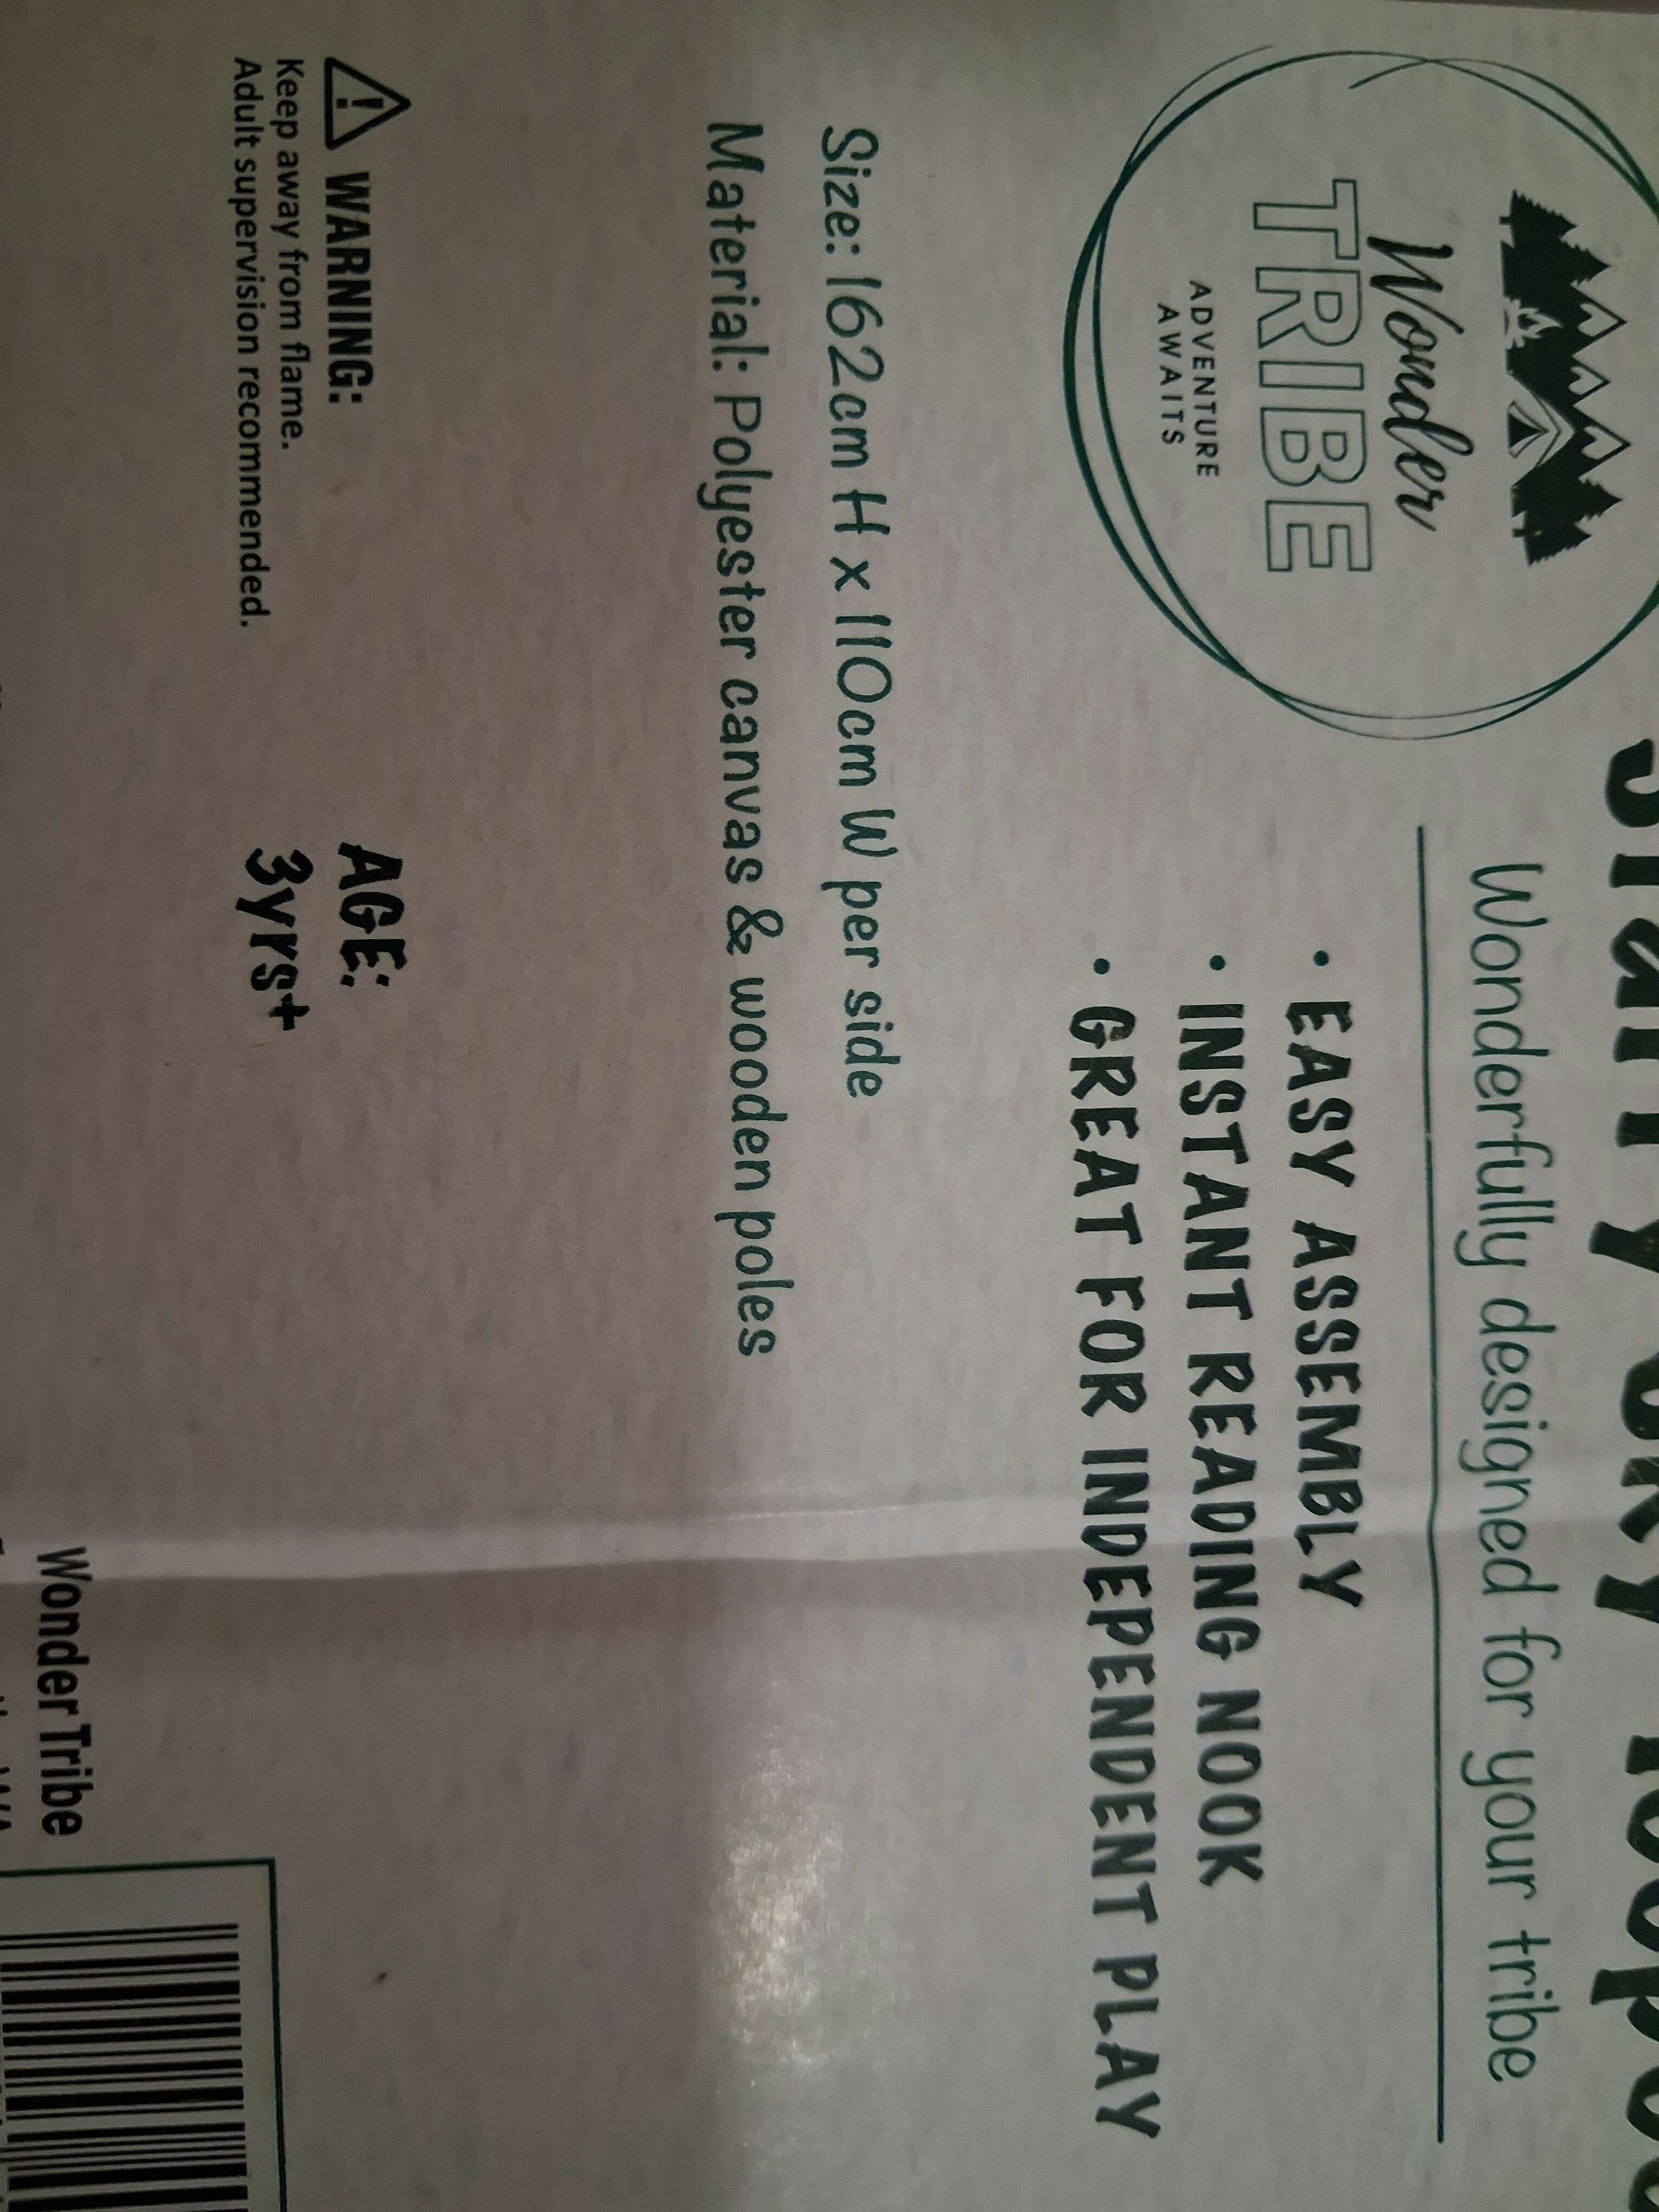 Starry Sky
Wonder
TRIBE
ADVENTURE
AWAITS
Wonderfully designed for your tribe
• EASY ASSEMBLY
• INSTANT READING NOOK
• GREAT FOR INDEPENDENT PLAY
Size: 162cm H x 110cm W per side
Material: Polyester canvas & wooden poles
WARNING:
Keep away from flame.
Adult supervision recommended.
AGE:
3yrs+
Wonder Tribe